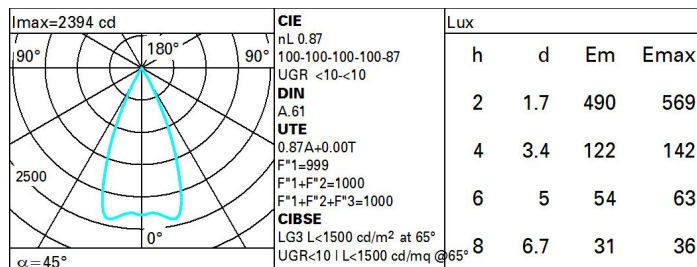 Imax=2394 cd
90°
180°
90°
2500
0°
α=45°
CIE
nL 0.87
100-100-100-100-87
UGR <10-<10
DIN
A.61
UTE
0.87A+0.00T
F"1=999
F"1+F"2=1000
F"1+F"2+F"3=1000
CIBSE
LG3 L<1500 cd/m² at 65°
UGR<10 | L<1500 cd/mq @65°
Lux
h d Em Emax
2 1.7 490 569
4 3.4 122 142
6 5 54 63
8 6.7 31 36